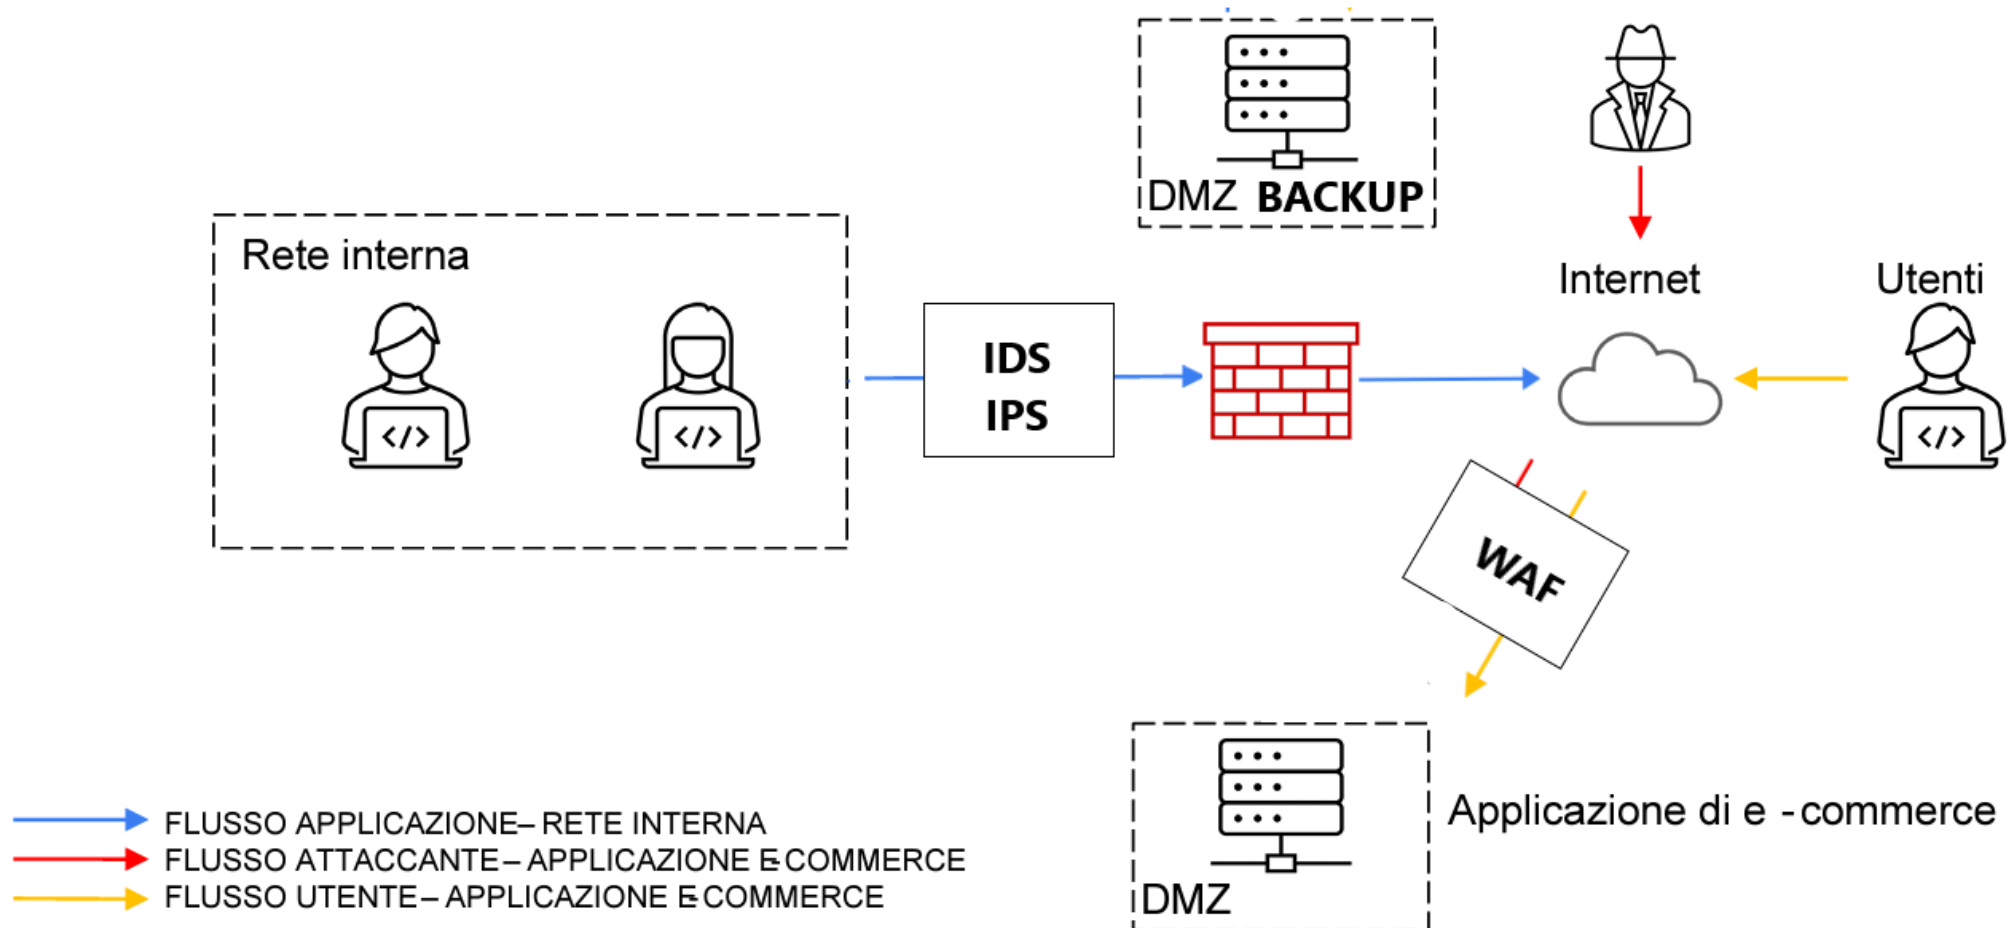 DMZ BACKUP
Rete interna
Internet
Utenti
IDS
IPS
</>
</>
</>
WAF
Applicazione di e -commerce
FLUSSO APPLICAZIONE– RETE INTERNA
FLUSSO ATTACCANTE– APPLICAZIONE E-COMMERCE
FLUSSO UTENTE– APPLICAZIONE E-COMMERCE
DMZ